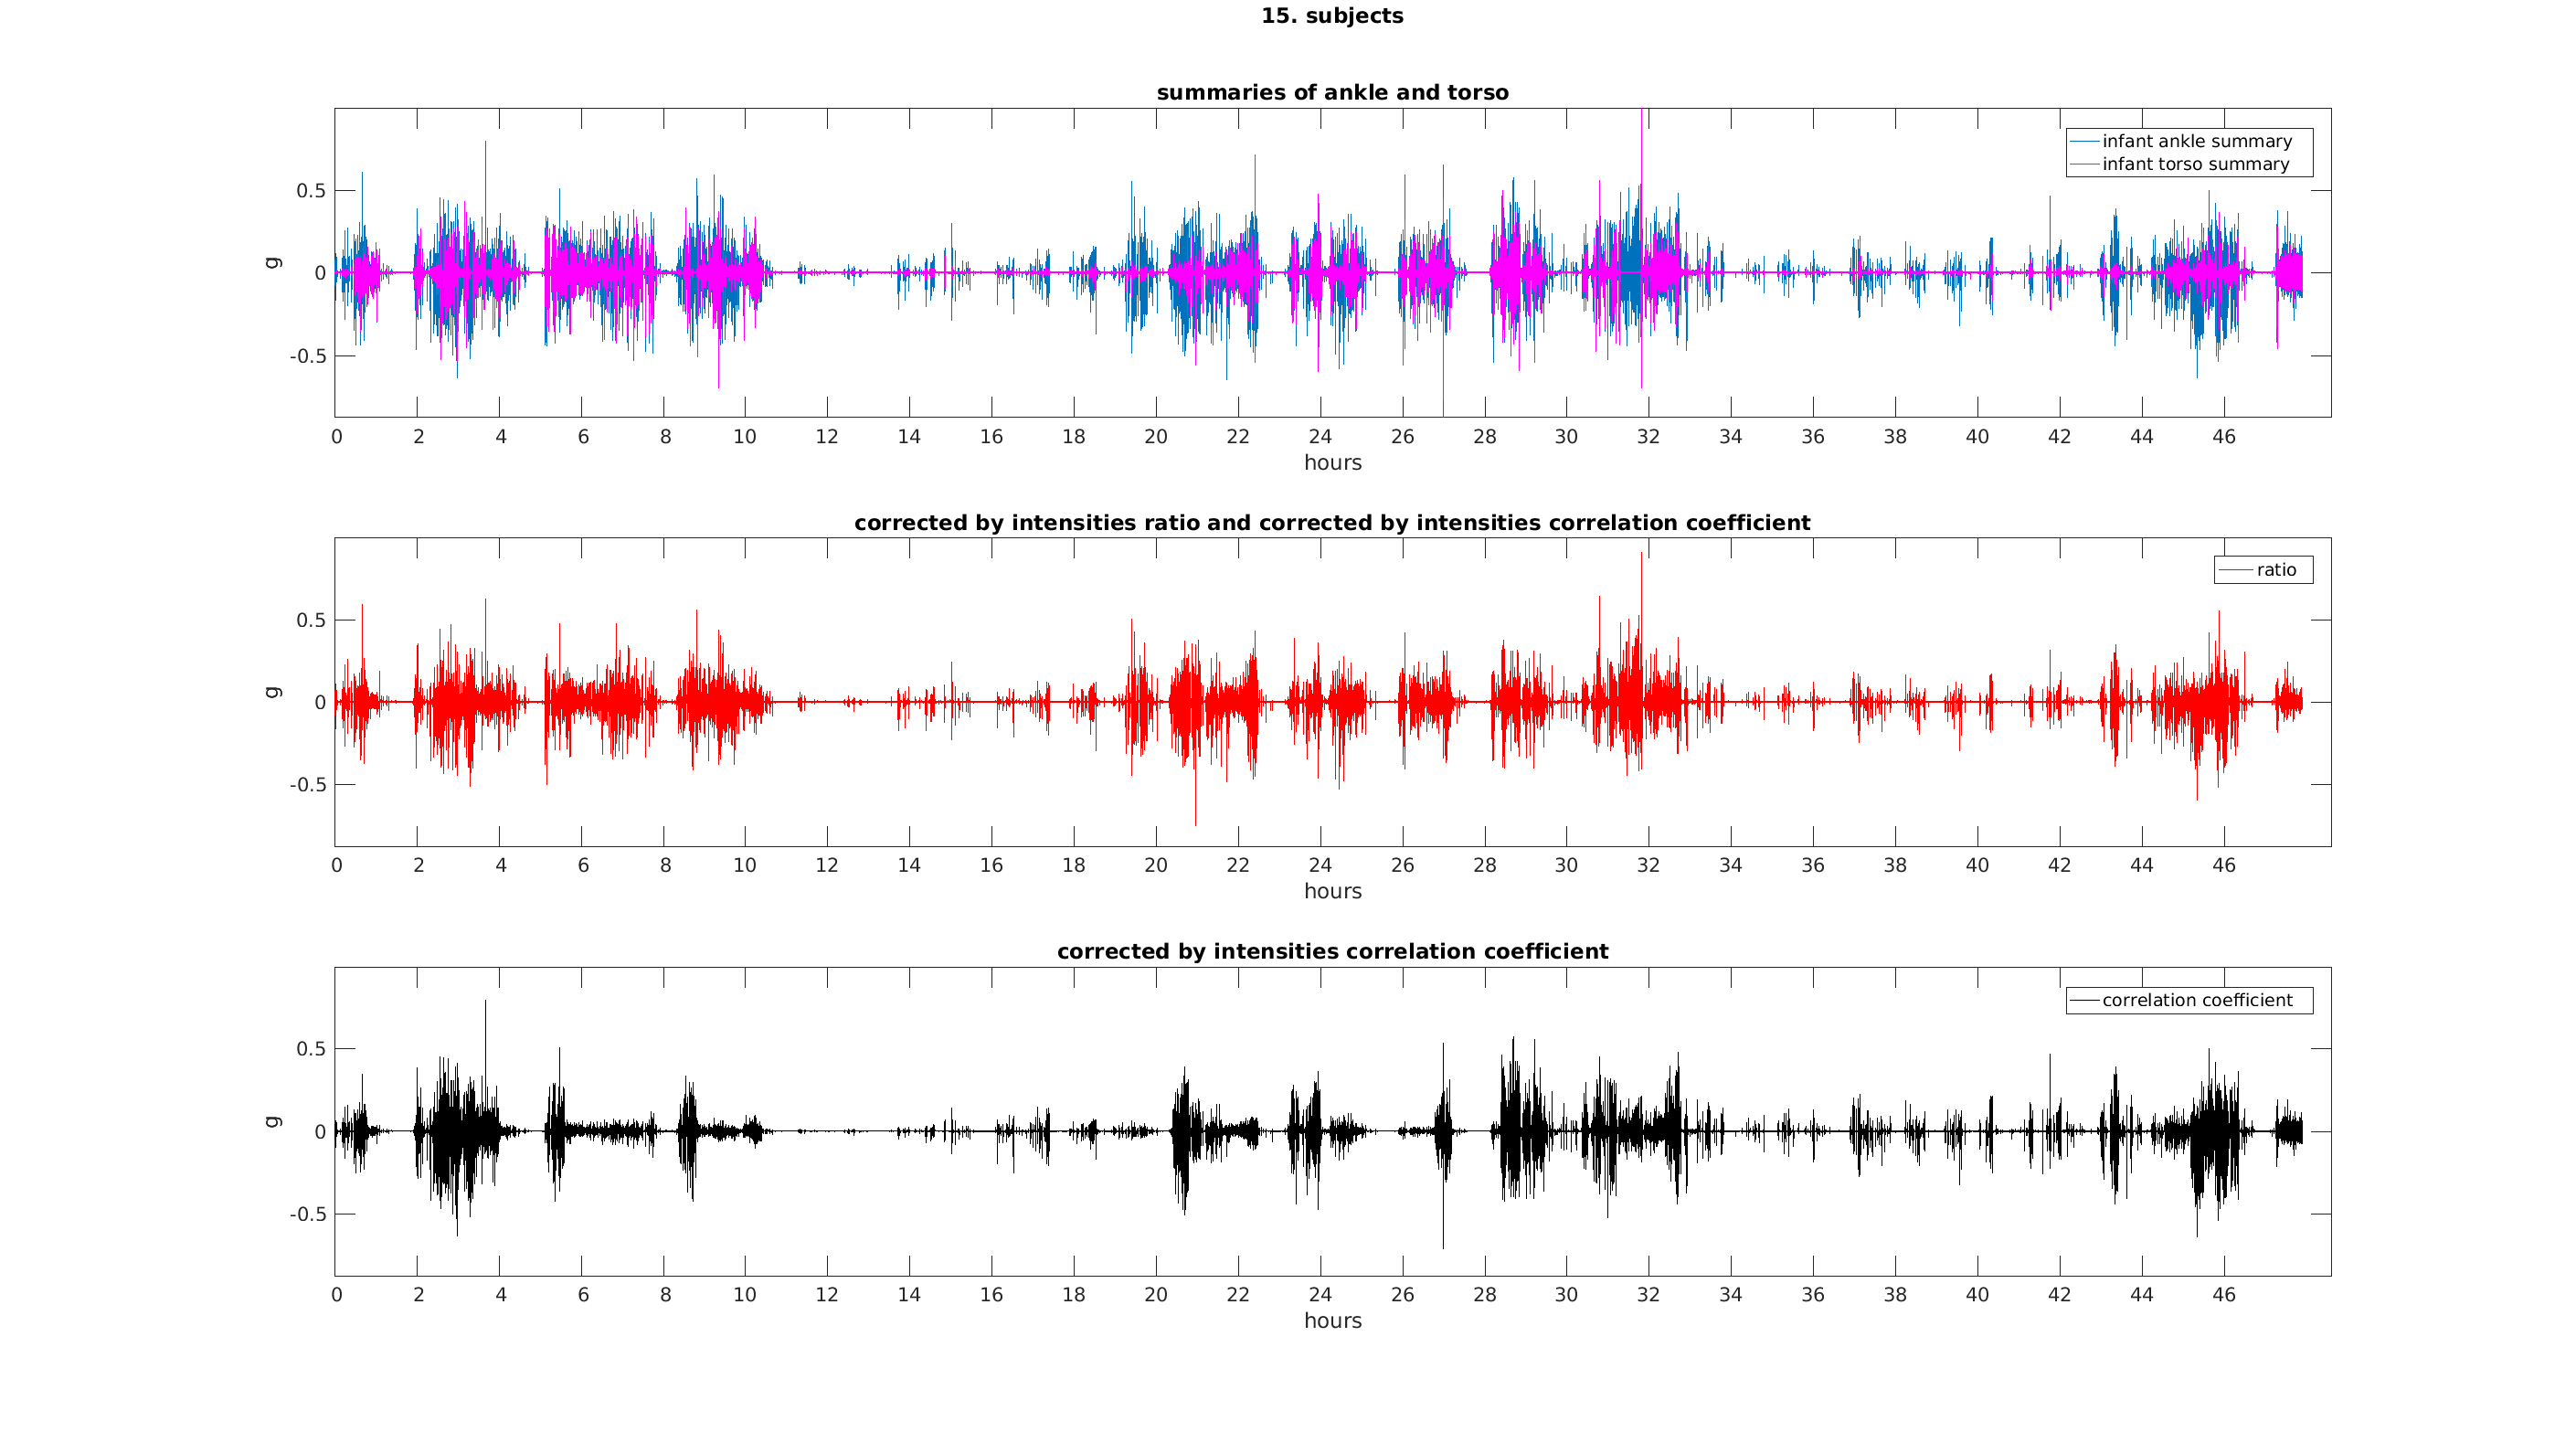 15. subjects
summaries of ankle and torso
infant ankle summary
infant torso summary
0.5
0
-0.5
g
0 2 4 6 8 10 12 14 16 18 20 22 24 26 28 30 32 34 36 38 40 42 44 46
hours
corrected by intensities ratio and corrected by intensities correlation coefficient
ratio
0.5
0
-0.5
g
0 2 4 6 8 10 12 14 16 18 20 22 24 26 28 30 32 34 36 38 40 42 44 46
hours
corrected by intensities correlation coefficient
correlation coefficient
0.5
0
-0.5
g
0 2 4 6 8 10 12 14 16 18 20 22 24 26 28 30 32 34 36 38 40 42 44 46
hours